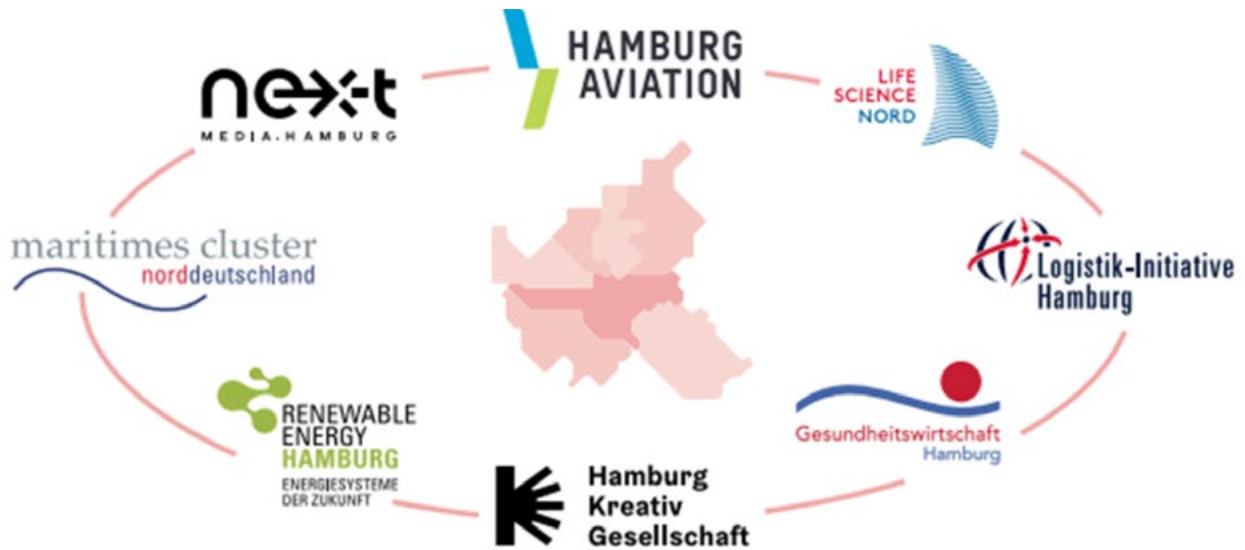 next
MEDIA.HAMBURG
HAMBURG
AVIATION
LIFE
SCIENCE
NORD
maritimes cluster
norddeutschland
Logistik-Initiative
Hamburg
RENEWABLE
ENERGY
HAMBURG
ENERGIESYSTEME
DER ZUKUNFT
Hamburg
Kreativ
Gesellschaft
Gesundheitswirtschaft
Hamburg